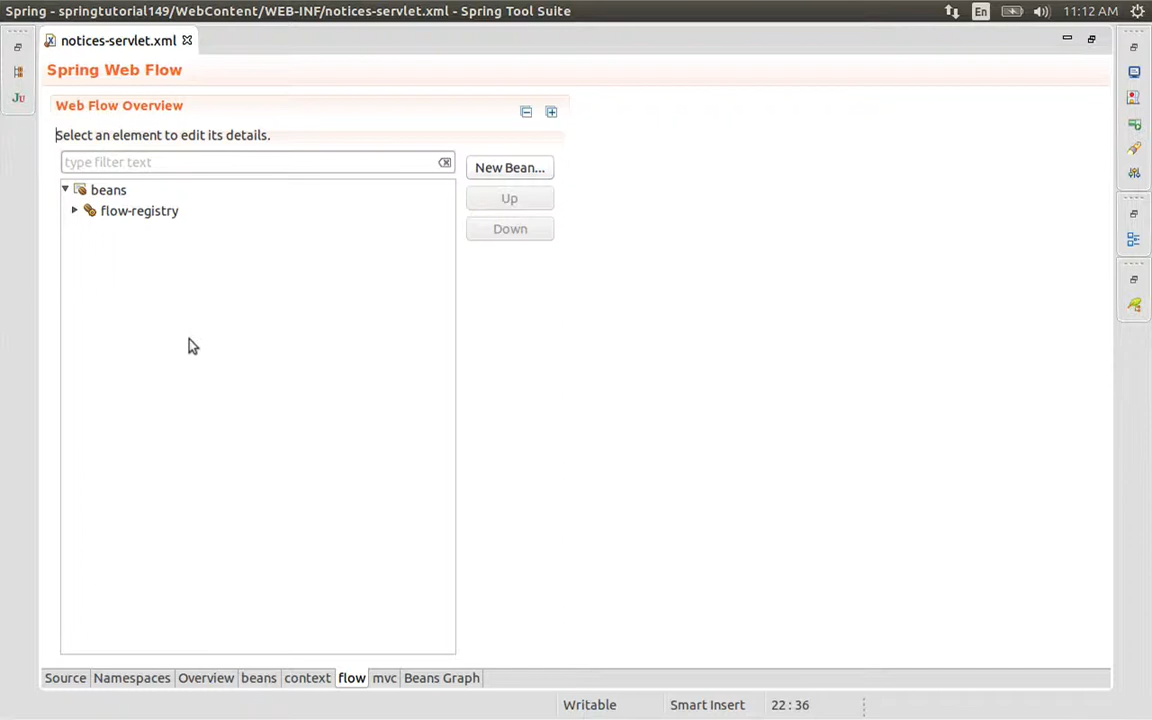 Spring - springtutorial149/WebContent/WEB-INF/notices-servlet.xml - Spring Tool Suite
En
11:12 AM
notices-servlet.xml
Spring Web Flow
Web Flow Overview
Select an element to edit its details.
type filter text
New Bean...
beans
Up
flow-registry
Down
Ju
Source Namespaces Overview beans context flow mvc Beans Graph
Writable Smart Insert 22 : 36